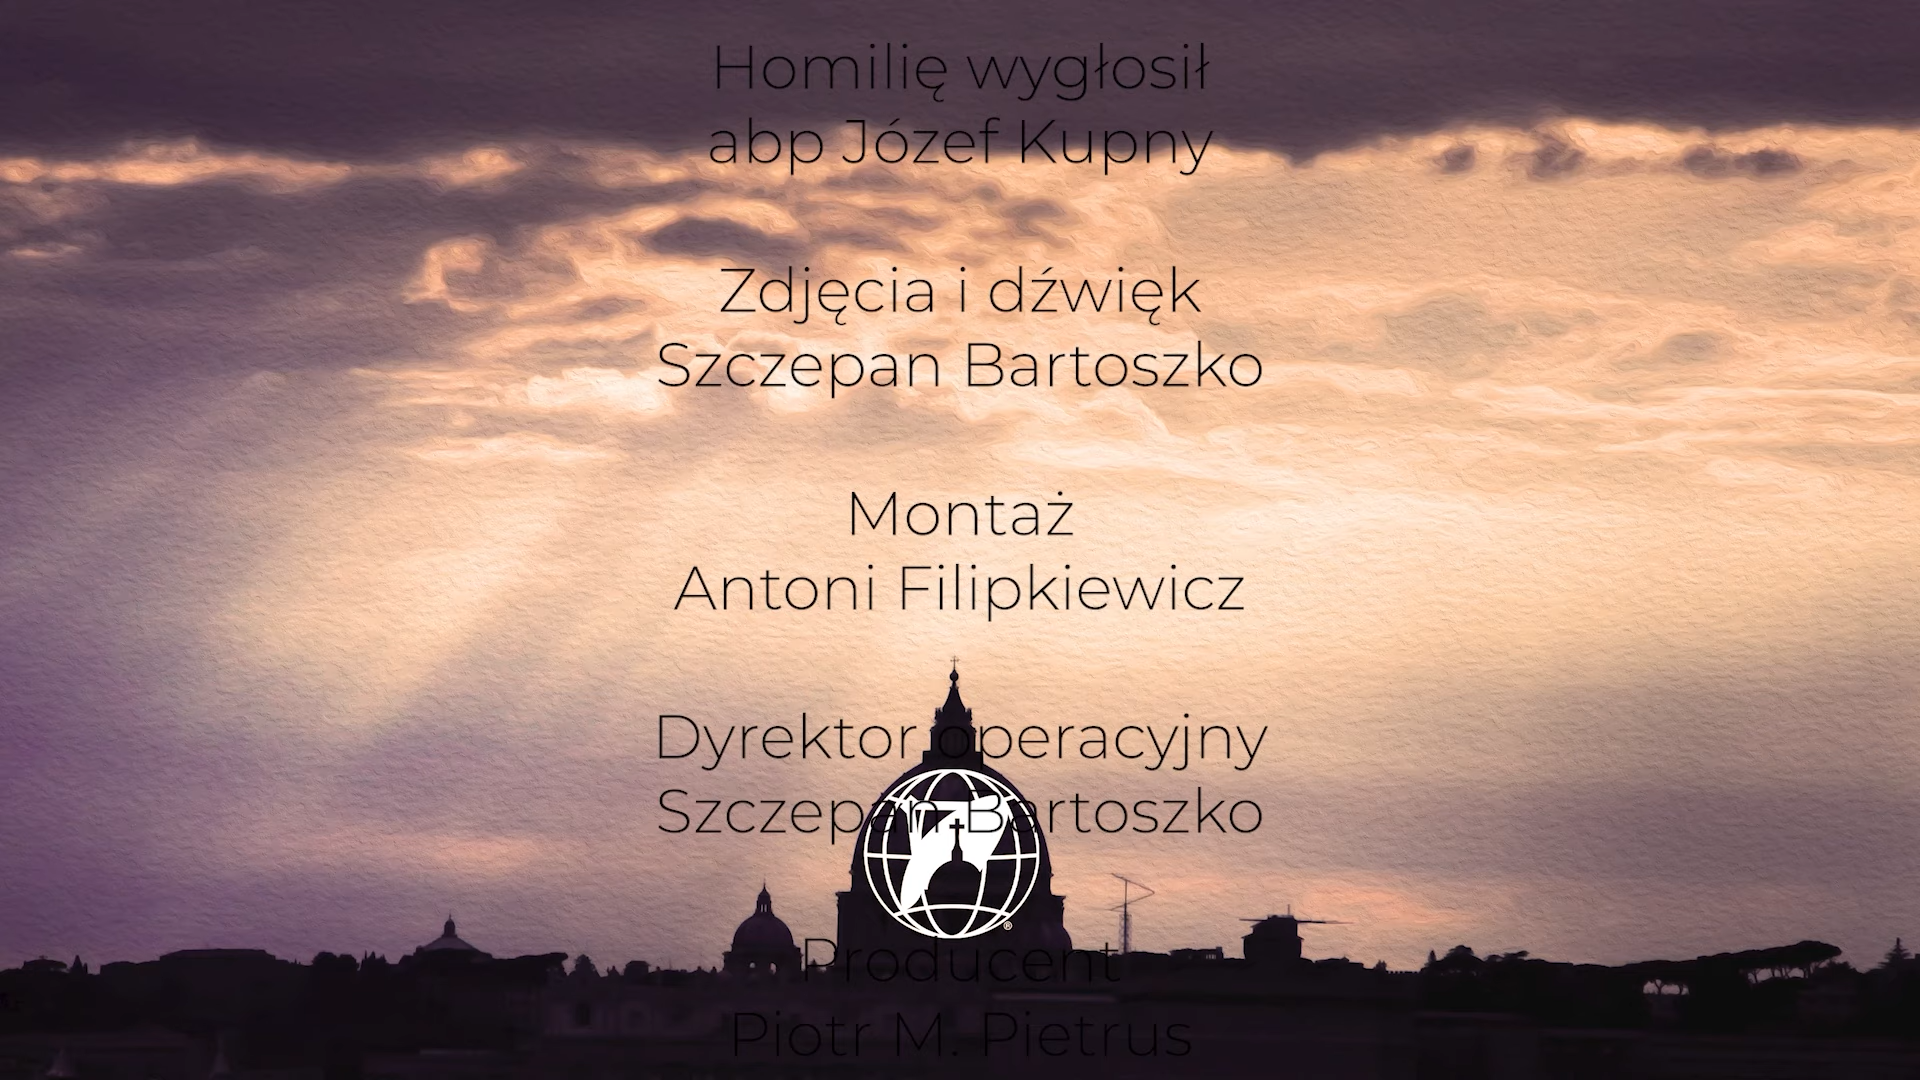 Homilię wygłosił
abp Józef Kupny
Zdjęcia i dźwięk
Szczepan Bartoszko
Montaż
Antoni Filipkiewicz
Dyrektor operacyjny
Szczepan Bartoszko
®
Producent
Piotr M. Pietrus